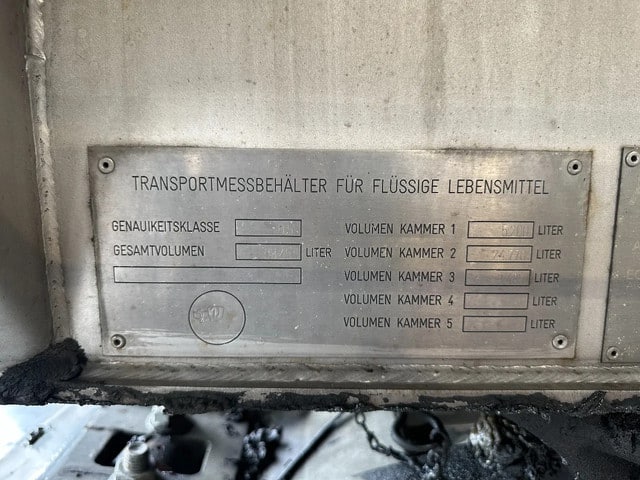 TRANSPORTMESSBEHÄLTER FÜR FLÜSSIGE LEBENSMITTEL
GENAUIKEITSKLASSE
GESAMTVOLUMEN LITER
VOLUMEN KAMMER 1 LITER
VOLUMEN KAMMER 2 LITER
VOLUMEN KAMMER 3 LITER
VOLUMEN KAMMER 4 LITER
VOLUMEN KAMMER 5 LITER